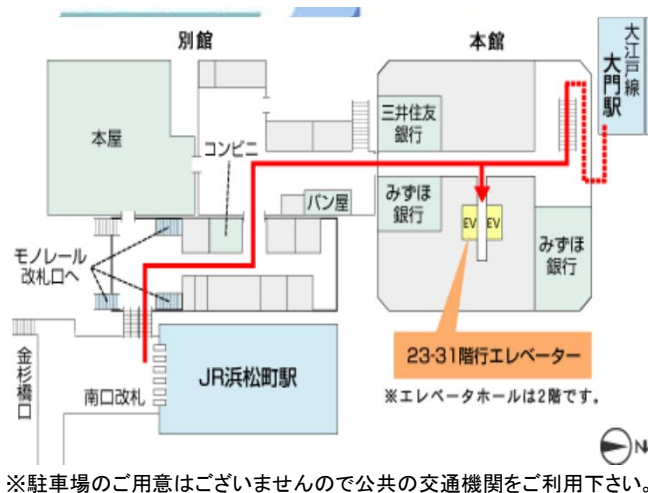 別館
本館
大江戸線
大門駅
本屋
コンビニ
三井住友
銀行
パン屋
みずほ
銀行
EV
EV
みずほ
銀行
モノレール
改札口へ
23-31階行エレベーター
金杉橋口
南口改札
JR浜松町駅
※エレベータホールは2階です。
N
※駐車場のご用意はございませんので公共の交通機関をご利用下さい。